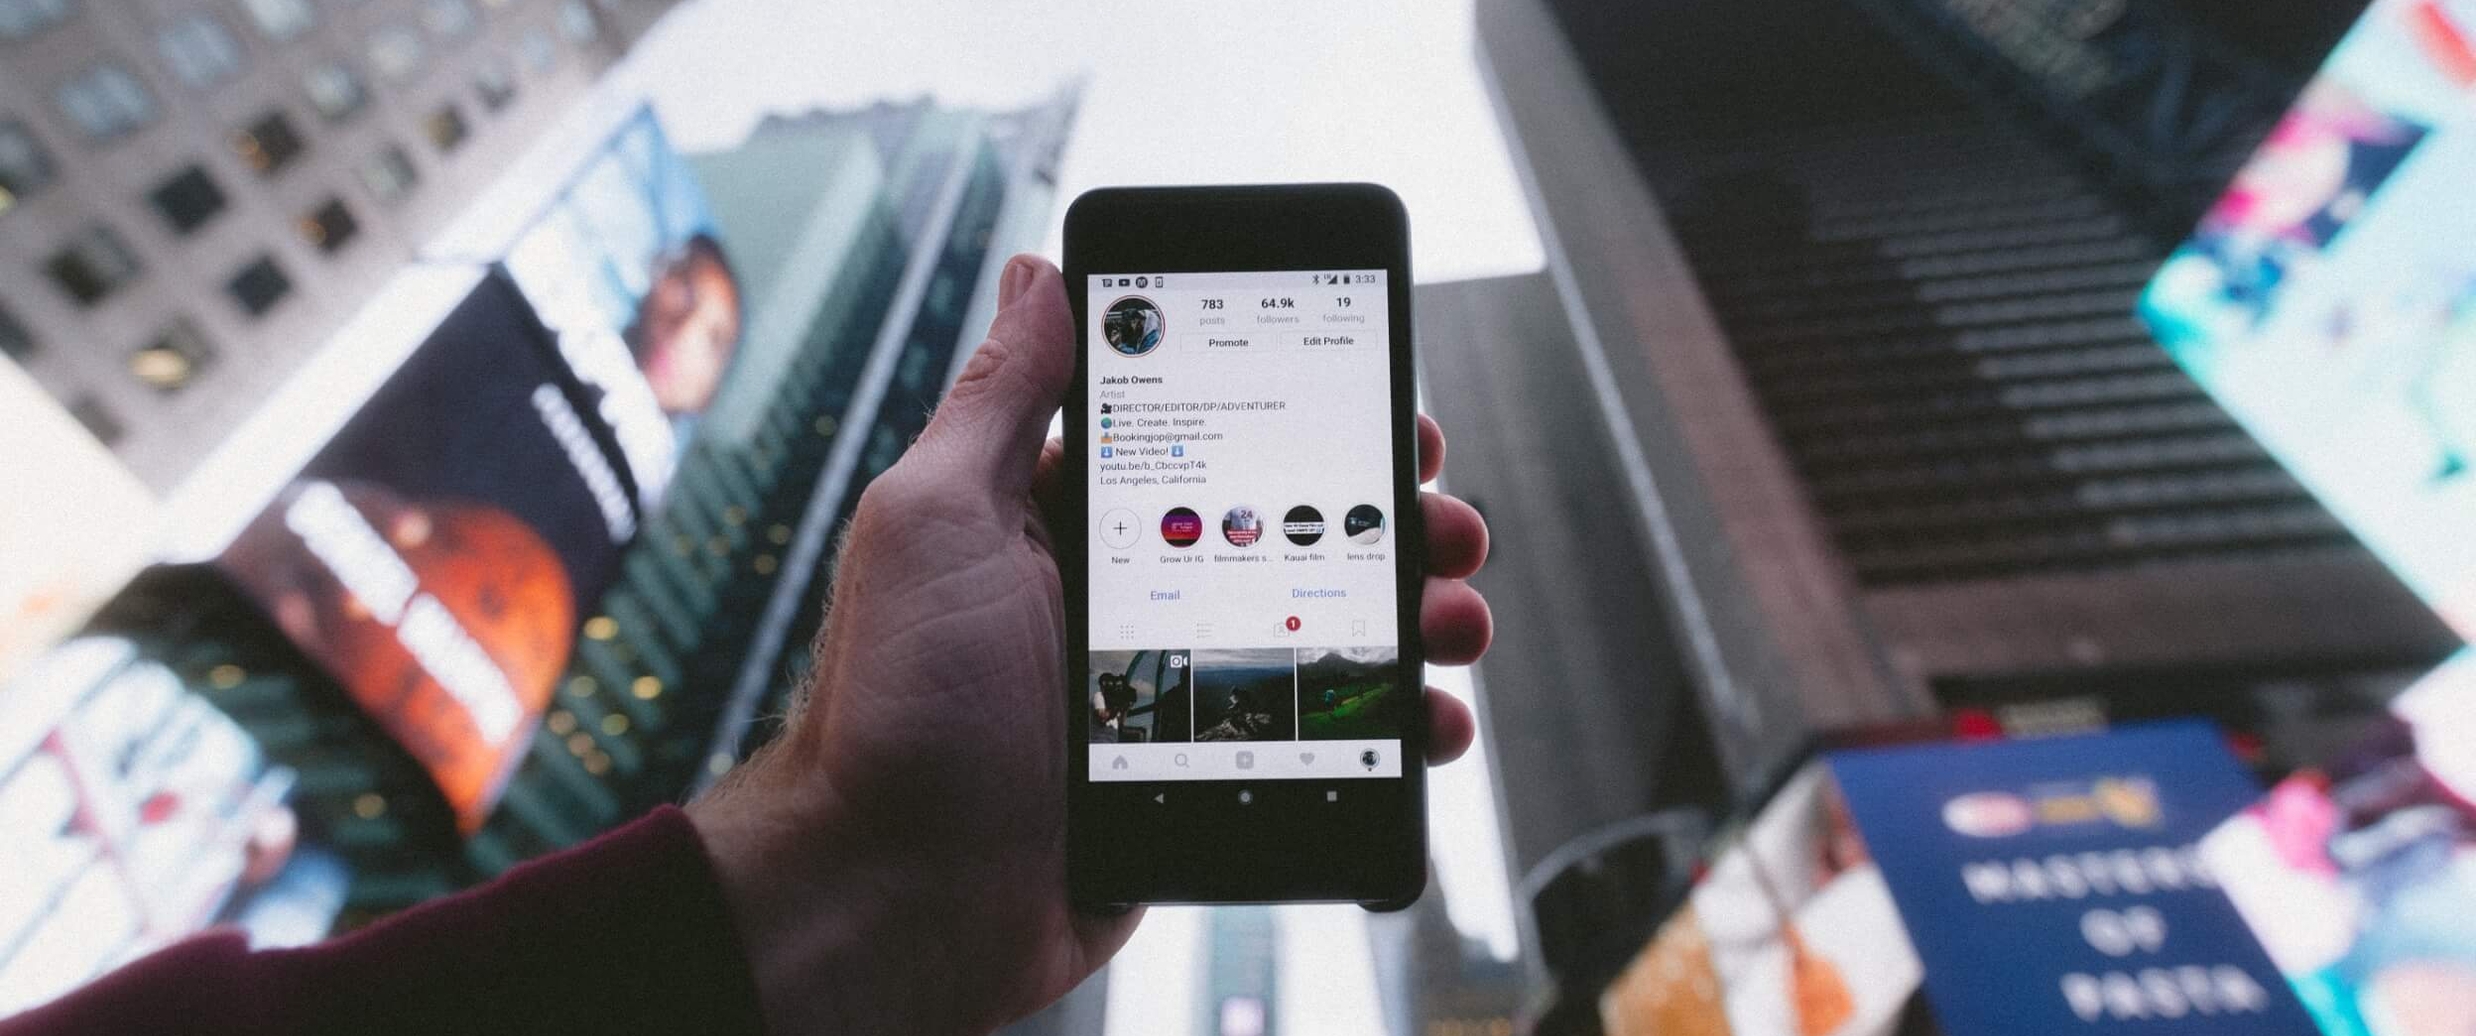 3:33
783 64.9k 19
posts followers following
Promote Edit Profile
Jakob Owens
Artist
DIRECTOR/EDITOR/DP/ADVENTURER
Live. Create. Inspire.
Bookingjop@gmail.com
New Video!
youtu.be/b_CbccvpT4k
Los Angeles, California
24
New Grow Ur IG filmmakers s... Kauai film lens drop
Email Directions
1
MASTERS
OF
PASTA